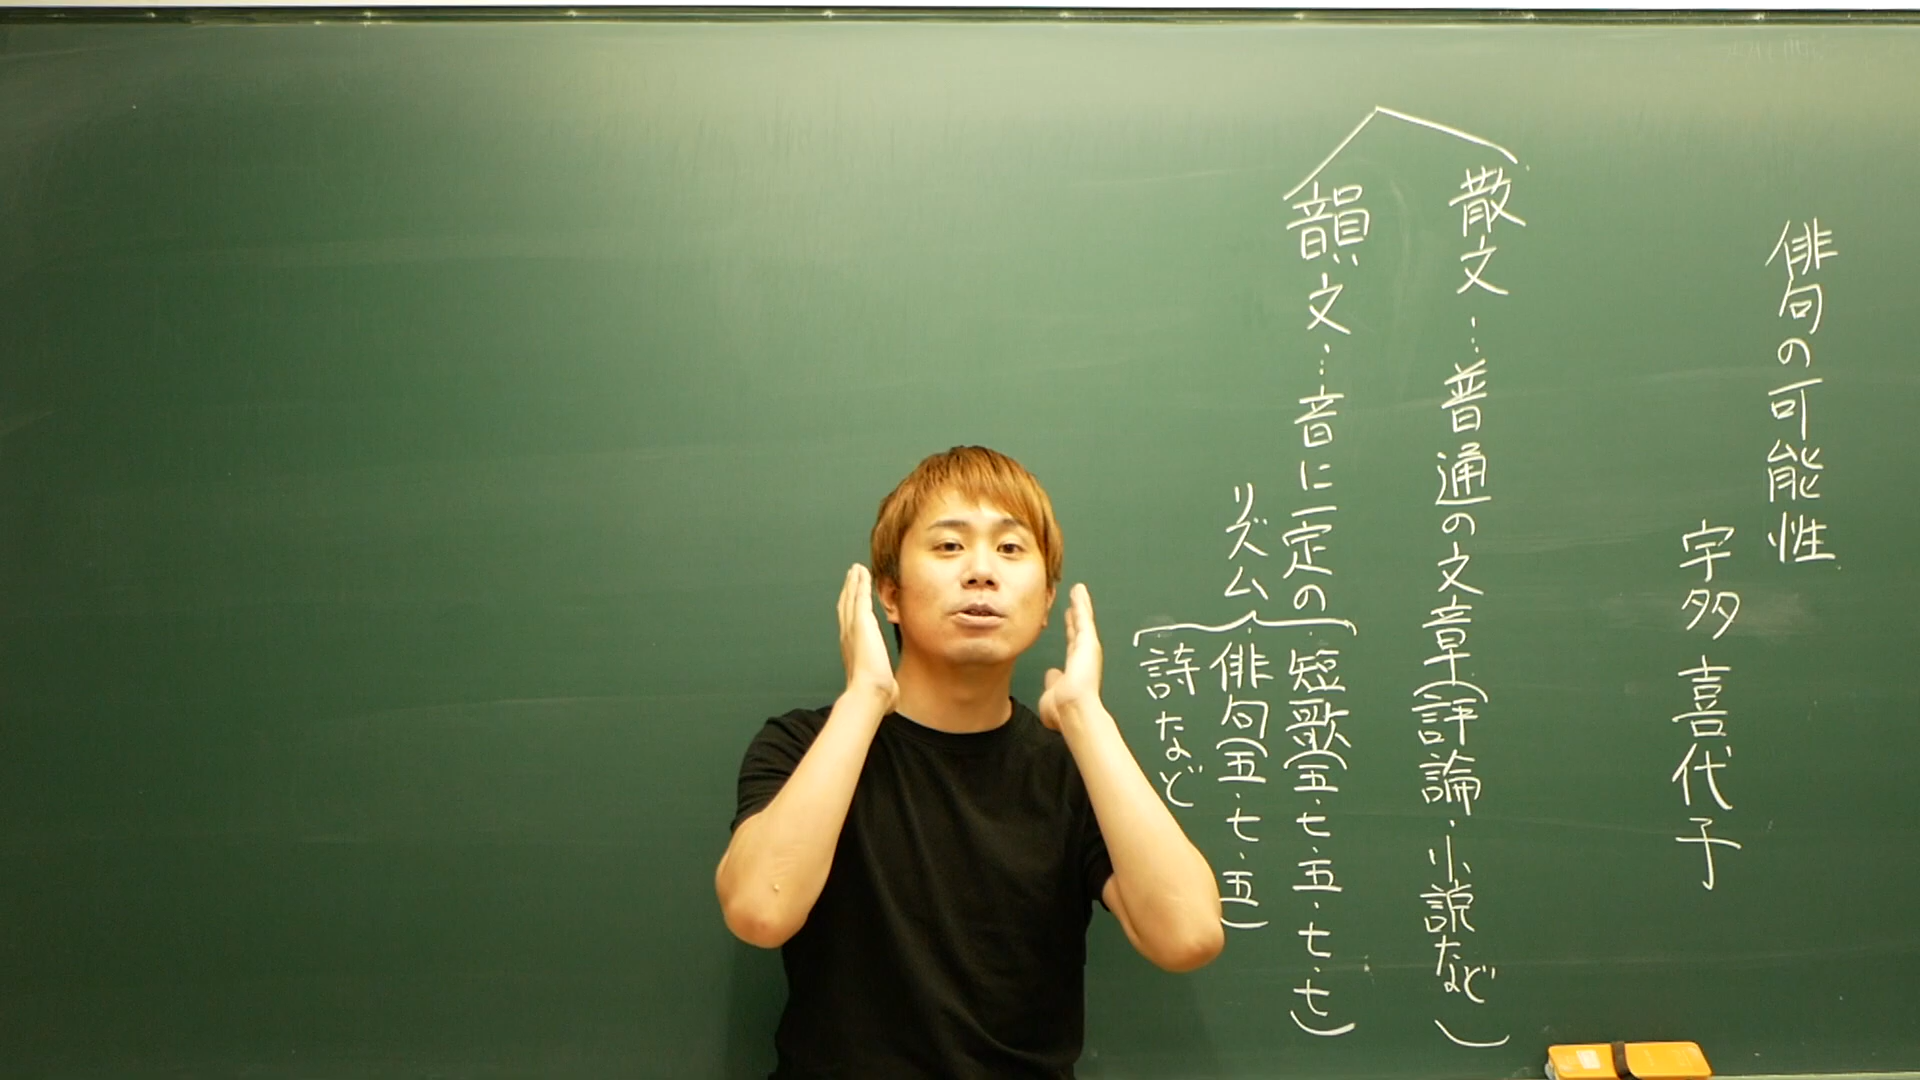 俳句の可能性
宇多喜代子
散文…普通の文章(評論・小説など)
韻文…音に一定の
リズム
短歌(五・七・五・七・七)
俳句(五・七・五)
詩など